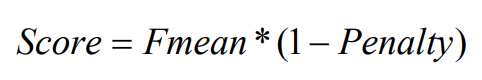 Score = Fmean * (1 − Penalty)